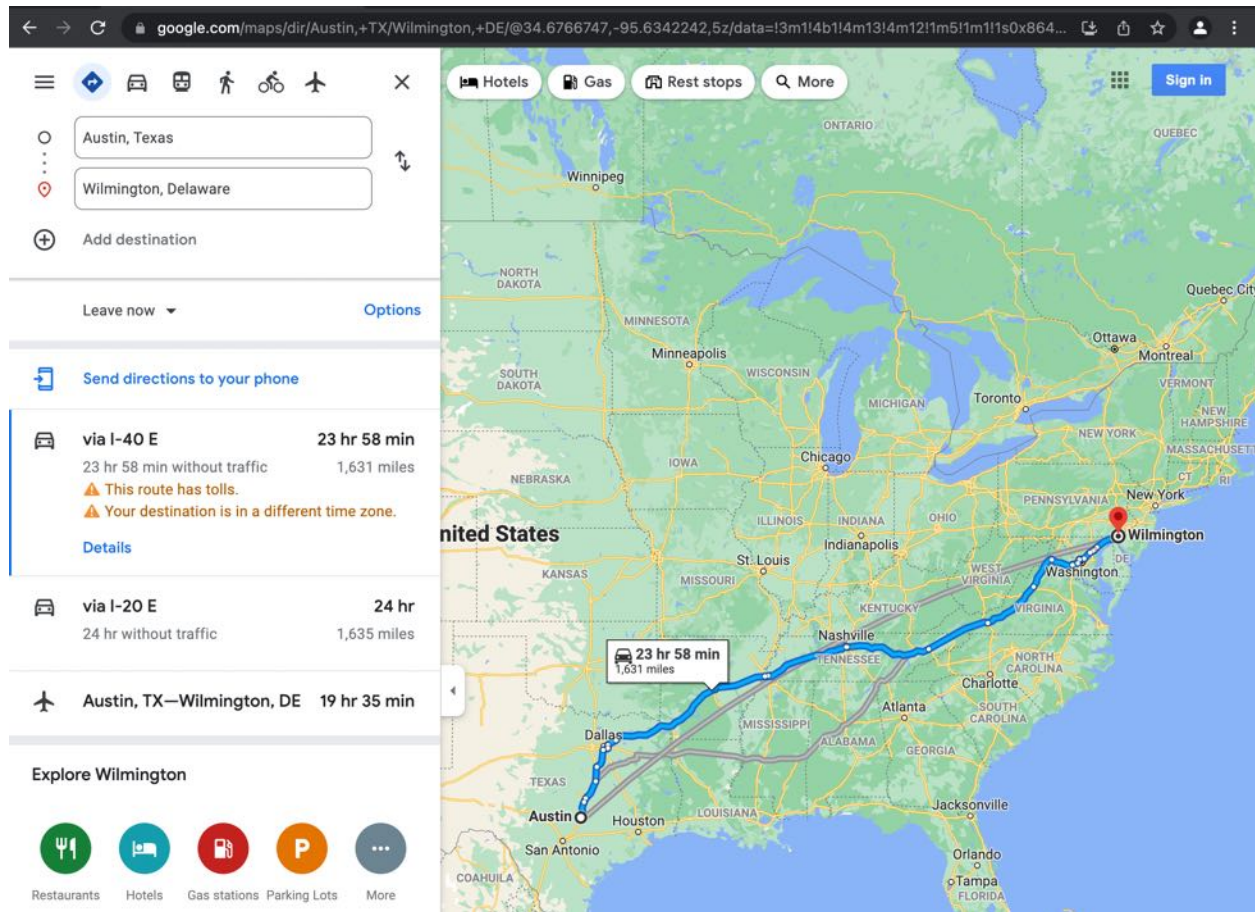 google.com/maps/dir/Austin,+TX/Wilmington,+DE/@34.6766747,-95.6342242,5z/data=!3m1!4b1!4m13!4m12!1m5!1m1!1s0x864...
Austin, Texas
Wilmington, Delaware
Add destination
Leave now
Options
Send directions to your phone
via I-40 E 23 hr 58 min
23 hr 58 min without traffic 1,631 miles
This route has tolls.
Your destination is in a different time zone.
Details
via I-20 E 24 hr
24 hr without traffic 1,635 miles
Austin, TX—Wilmington, DE 19 hr 35 min
Explore Wilmington
P
Restaurants Hotels Gas stations Parking Lots More
Hotels Gas Rest stops More
Sign in
ONTARIO
QUEBEC
Winnipeg
NORTH
DAKOTA
Quebec Cit
MINNESOTA
Ottawa
Montreal
Minneapolis
SOUTH
DAKOTA
WISCONSIN
VERMONT
MICHIGAN
Toronto
NEW
HAMPSHIRE
NEW YORK
MASSACHUSET
Chicago
IOWA
CT
RI
NEBRASKA
PENNSYLVANIA
New York
ILLINOIS
INDIANA
OHIO
nited States
Indianapolis
Wilmington
St. Louis
DE
KANSAS
MISSOURI
WEST
VIRGINIA
Washington
KENTUCKY
VIRGINIA
Nashville
23 hr 58 min
1,631 miles
TENNESSEE
NORTH
CAROLINA
Charlotte
Atlanta
SOUTH
CAROLINA
MISSISSIPPI
Dallas
ALABAMA
GEORGIA
TEXAS
Jacksonville
Austin
Houston
LOUISIANA
San Antonio
Orlando
COAHUILA
Tampa
FLORIDA